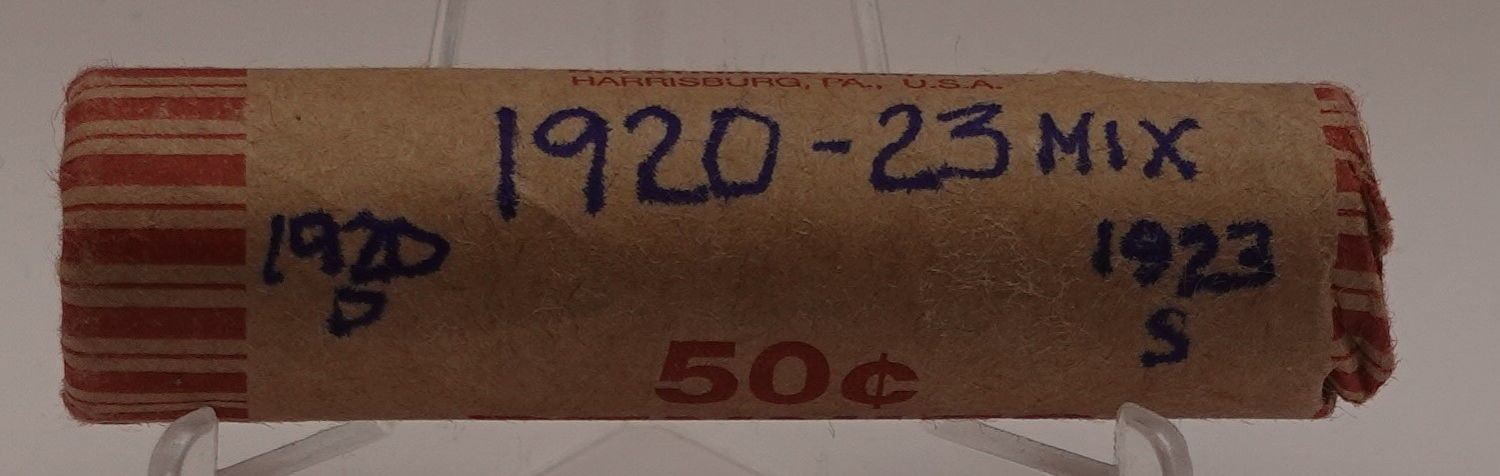 HARRISBURG, PA., U.S.A.
1920-23 MIX
1920
D
1923
S
50¢